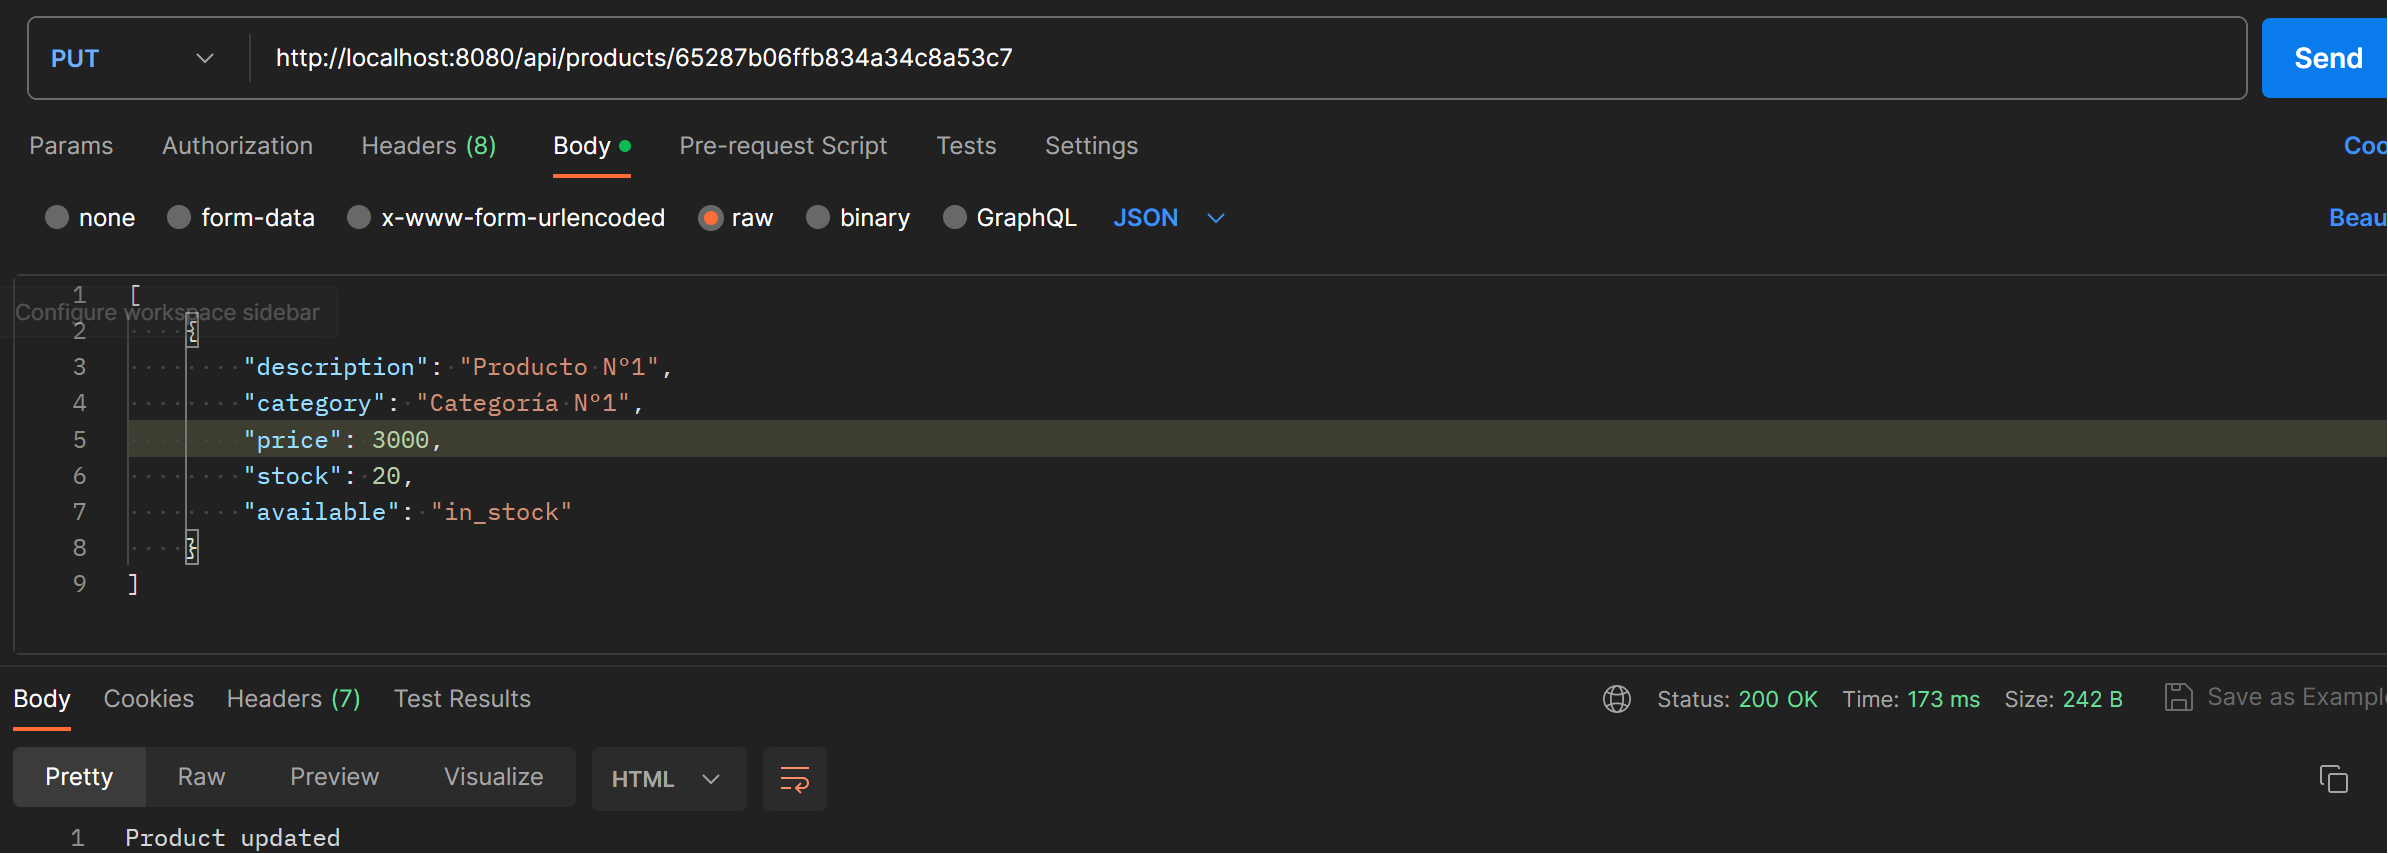 PUT http://localhost:8080/api/products/65287b06ffb834a34c8a53c7 Send
Params Authorization Headers (8) Body Pre-request Script Tests Settings Coo
none form-data x-www-form-urlencoded raw binary GraphQL JSON Beau
1 [
Configure workspace sidebar
2 {
3 "description": "Producto N°1",
4 "category": "Categoría N°1",
5 "price": 3000,
6 "stock": 20,
7 "available": "in_stock"
8 }
9 ]
Body Cookies Headers (7) Test Results Status: 200 OK Time: 173 ms Size: 242 B Save as Example
Pretty Raw Preview Visualize HTML
1 Product updated